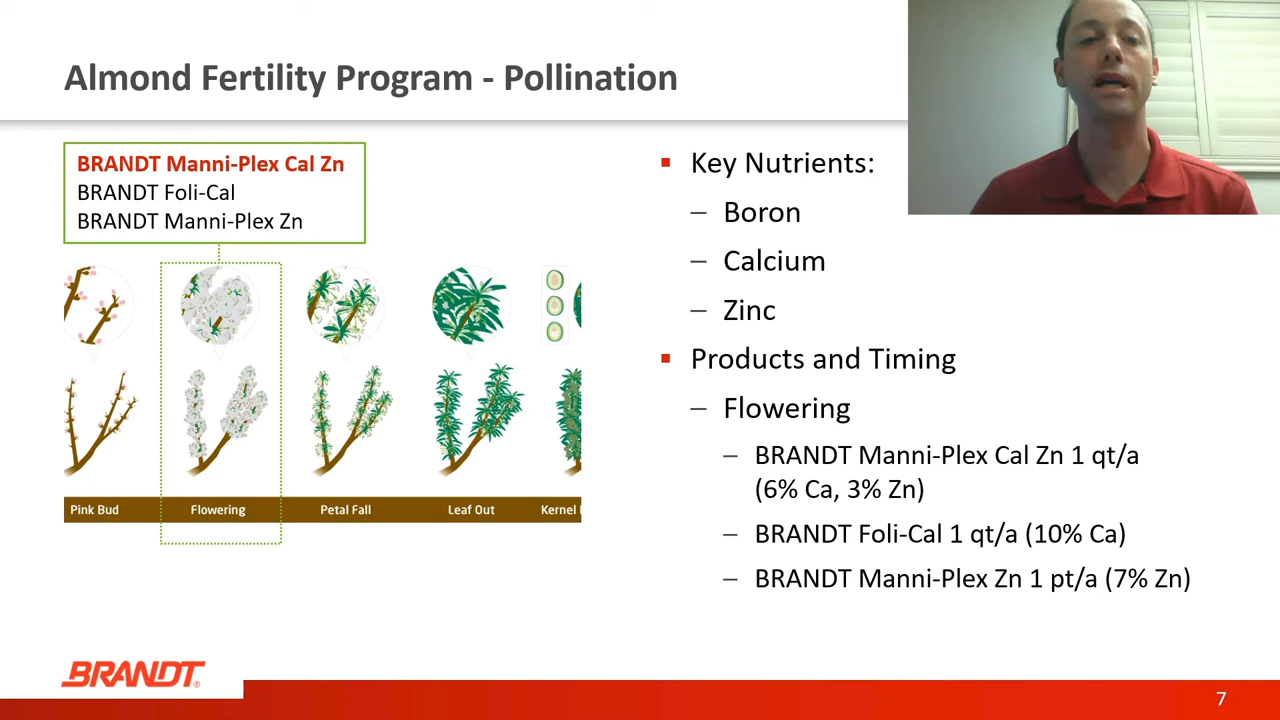 Almond Fertility Program - Pollination
BRANDT Manni-Plex Cal Zn
BRANDT Foli-Cal
BRANDT Manni-Plex Zn
Pink Bud
Flowering
Petal Fall
Leaf Out
Kernel
▪ Key Nutrients:
– Boron
– Calcium
– Zinc
▪ Products and Timing
– Flowering
– BRANDT Manni-Plex Cal Zn 1 qt/a
(6% Ca, 3% Zn)
– BRANDT Foli-Cal 1 qt/a (10% Ca)
– BRANDT Manni-Plex Zn 1 pt/a (7% Zn)
BRANDT®
7